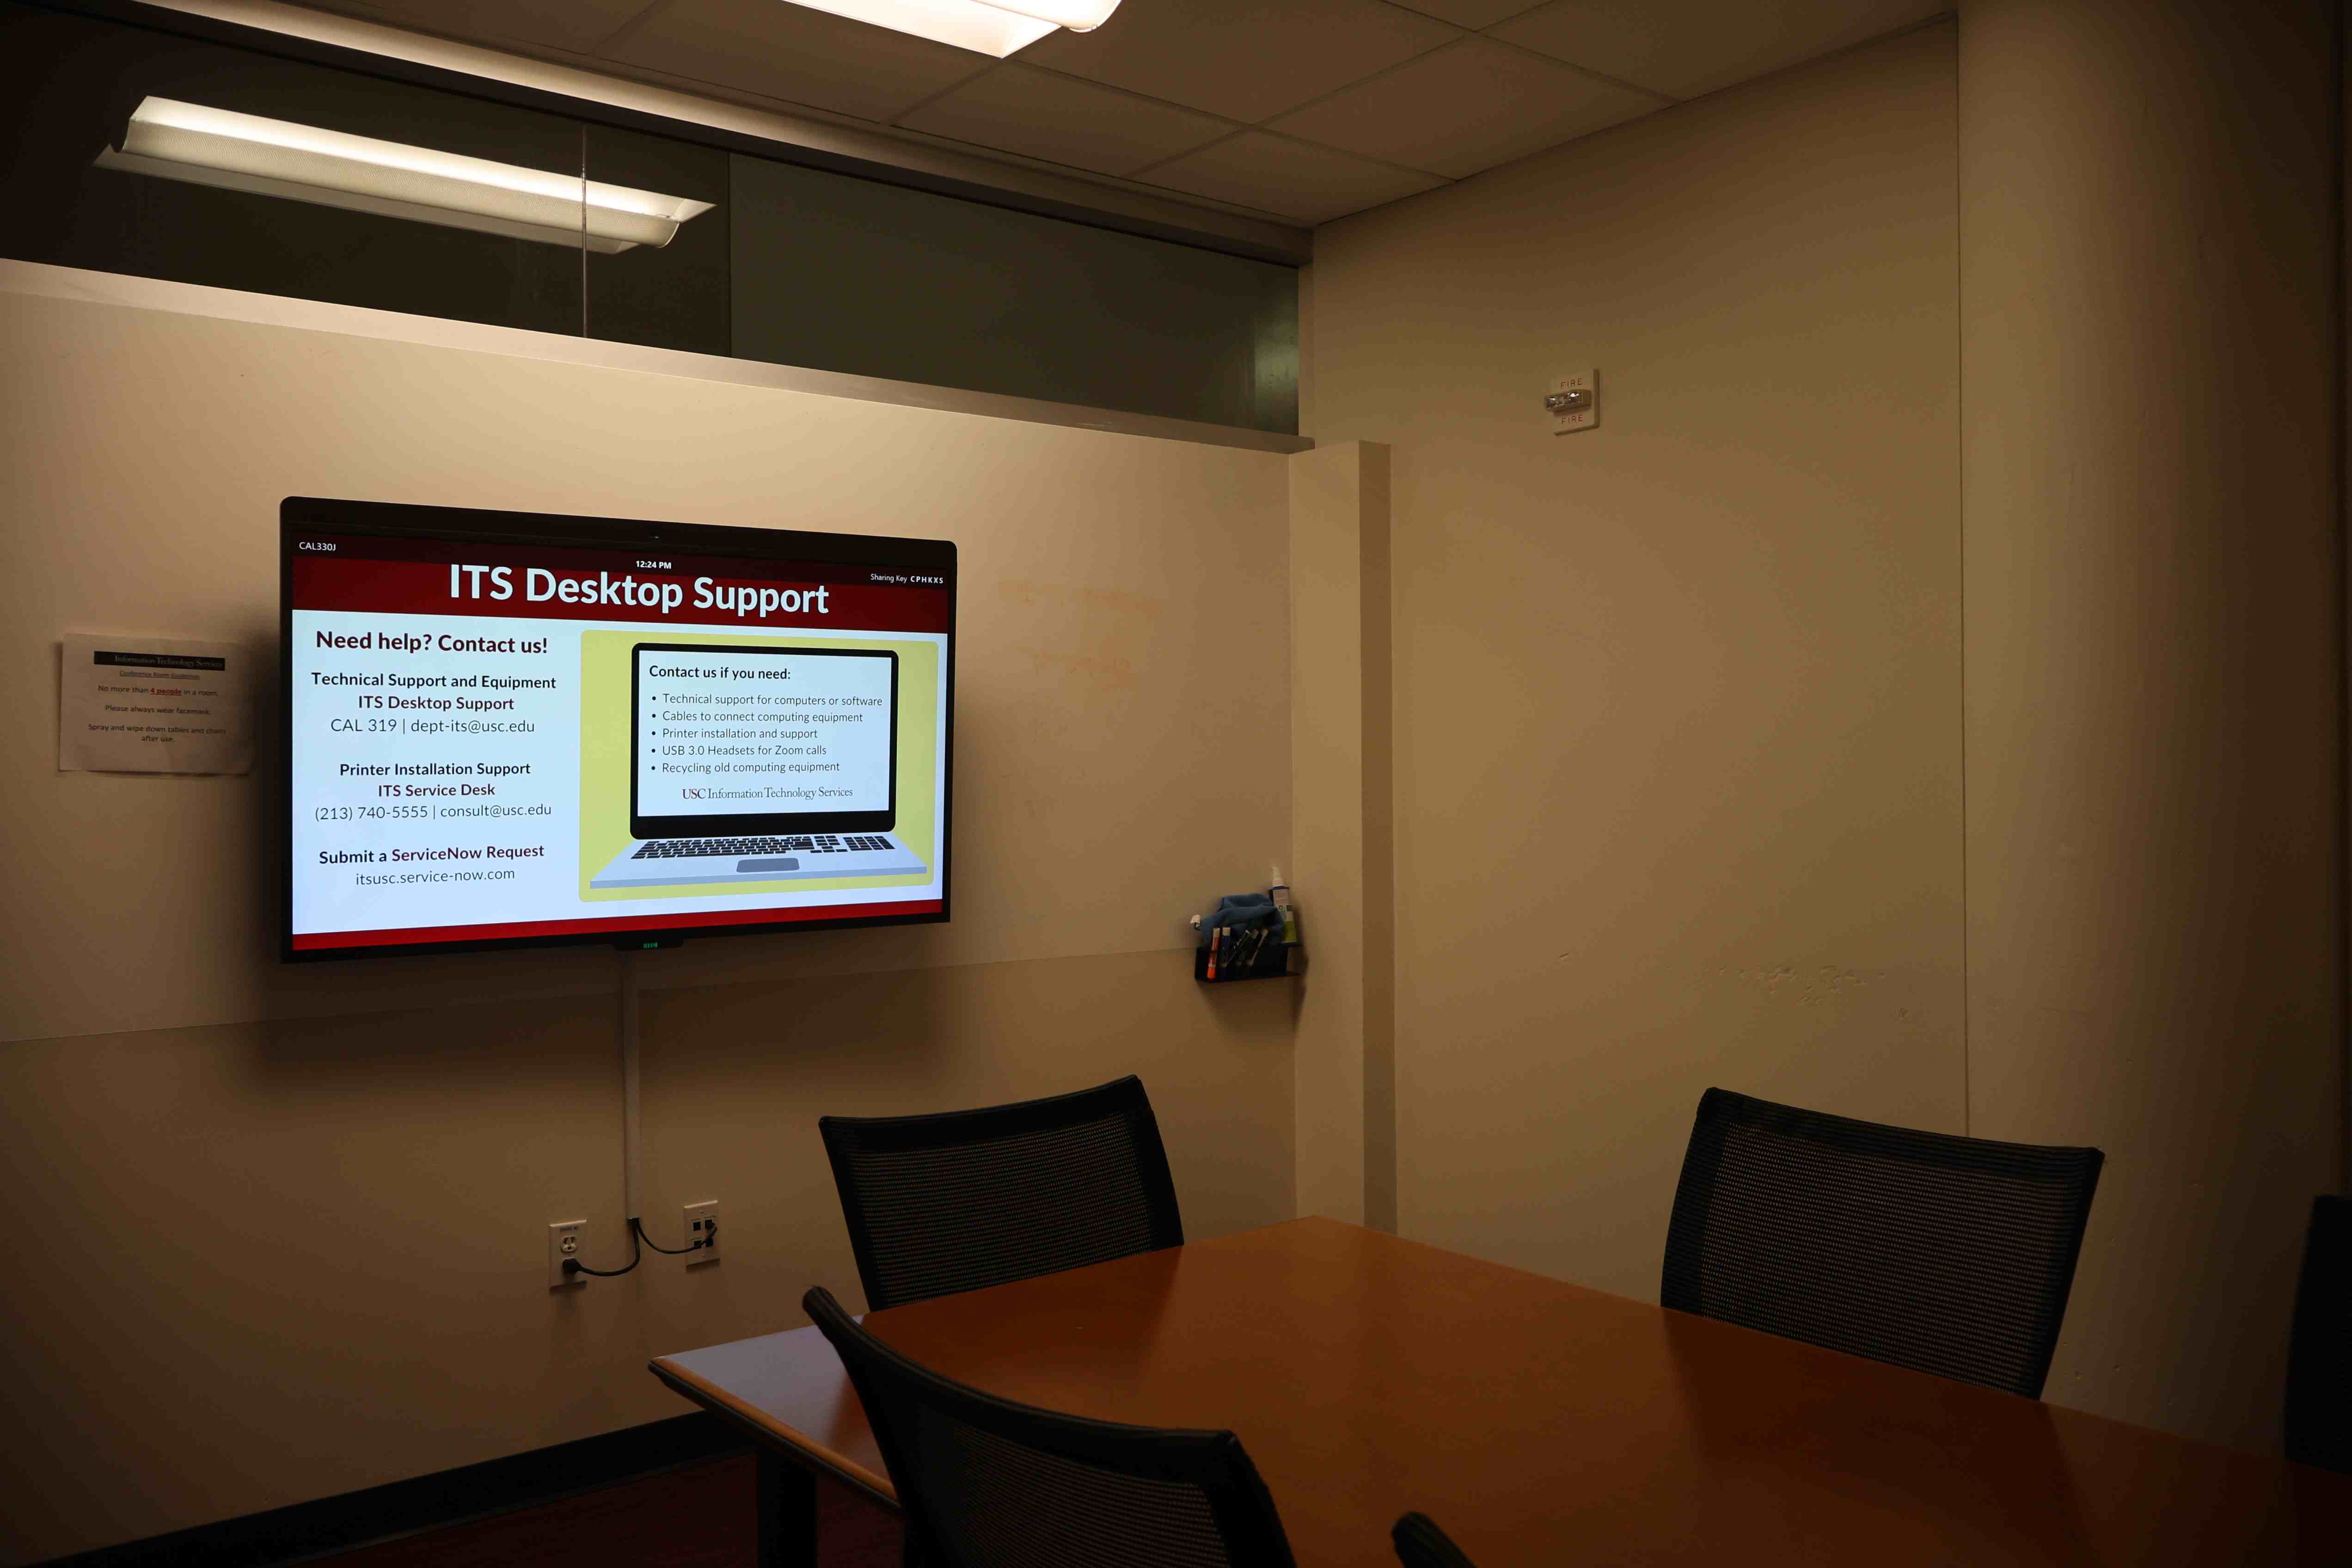 CAL330J
12:24 PM
Sharing Key CPHKXS
ITS Desktop Support
Need help? Contact us!
Technical Support and Equipment
ITS Desktop Support
CAL 319 | dept-its@usc.edu
Printer Installation Support
ITS Service Desk
(213) 740-5555 | consult@usc.edu
Submit a ServiceNow Request
itsusc.service-now.com
Contact us if you need:
• Technical support for computers or software
• Cables to connect computing equipment
• Printer installation and support
• USB 3.0 Headsets for Zoom calls
• Recycling old computing equipment
USC Information Technology Services
Information Technology Services
Conference Room Guidelines
No more than 4 people in a room.
Please always wear facemask.
Spray and wipe down tables and chairs
after use.
FIRE
FIRE